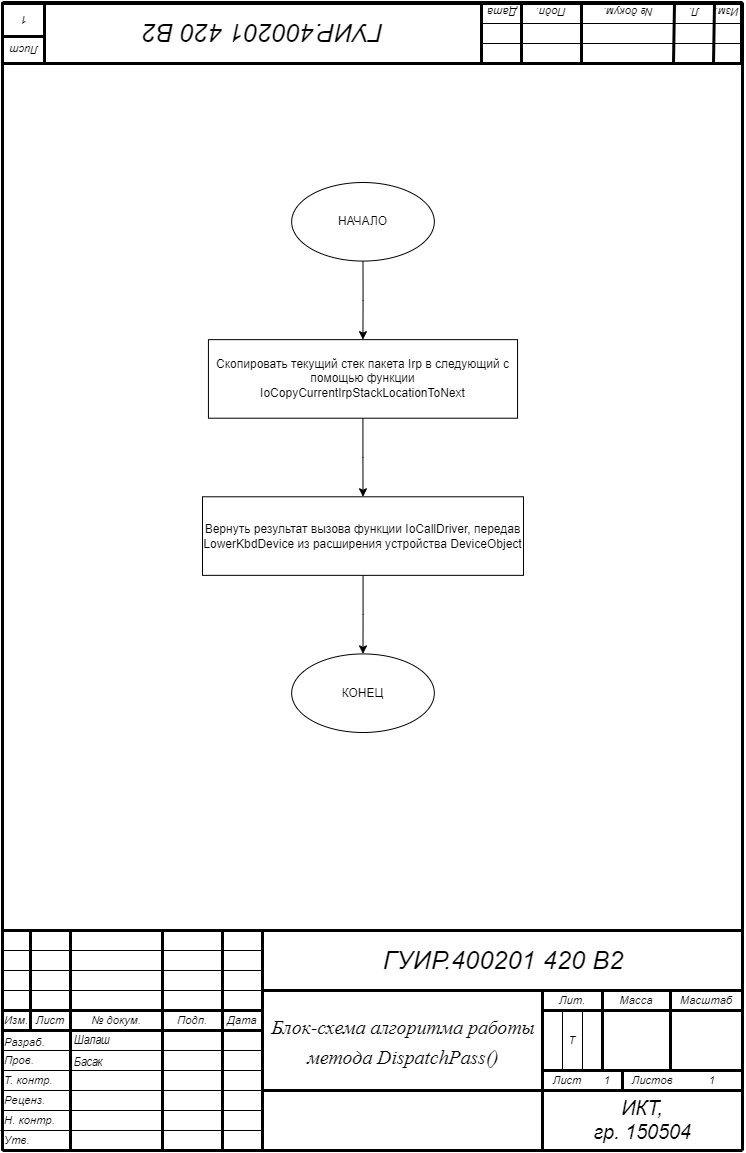 Изм.
Л.
№ докум.
Подп.
Дата
ГУИР.400201 420 В2
Лист
1
НАЧАЛО
Скопировать текущий стек пакета Irp в следующий с
помощью функции
IoCopyCurrentIrpStackLocationToNext
Вернуть результат вызова функции IoCallDriver, передав
LowerKbdDevice из расширения устройства DeviceObject
КОНЕЦ
ГУИР.400201 420 В2
Изм. Лист № докум. Подп. Дата
Разраб. Шалаш
Пров. Басак
Т. контр.
Реценз.
Н. контр.
Утв.
Блок-схема алгоритма работы
метода DispatchPass()
Лит. Масса Масштаб
Т
Лист 1 Листов 1
ИКТ,
гр. 150504